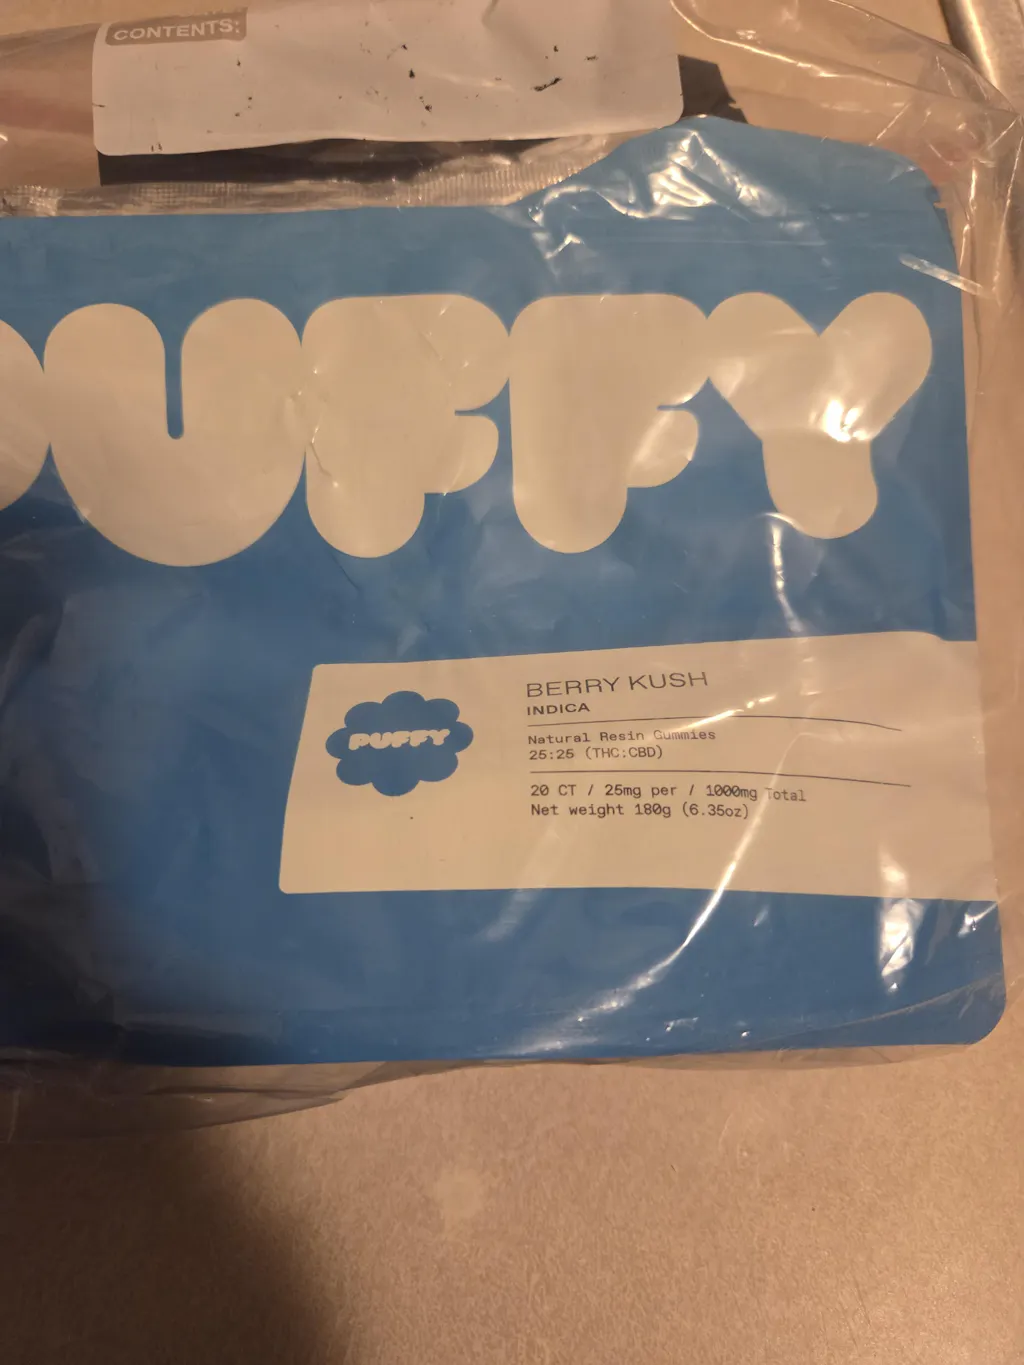 CONTENTS:
PUFFY
PUFFY
BERRY KUSH
INDICA
Natural Resin Gummies
25:25 (THC:CBD)
20 CT / 25mg per / 1000mg Total
Net weight 180g (6.35oz)